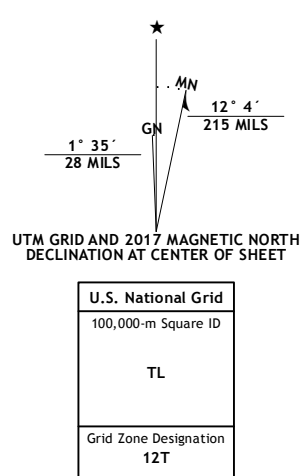 MN
12° 4´
215 MILS
GN
1° 35´
28 MILS
UTM GRID AND 2017 MAGNETIC NORTH
DECLINATION AT CENTER OF SHEET
U.S. National Grid
100,000-m Square ID
TL
Grid Zone Designation
12T